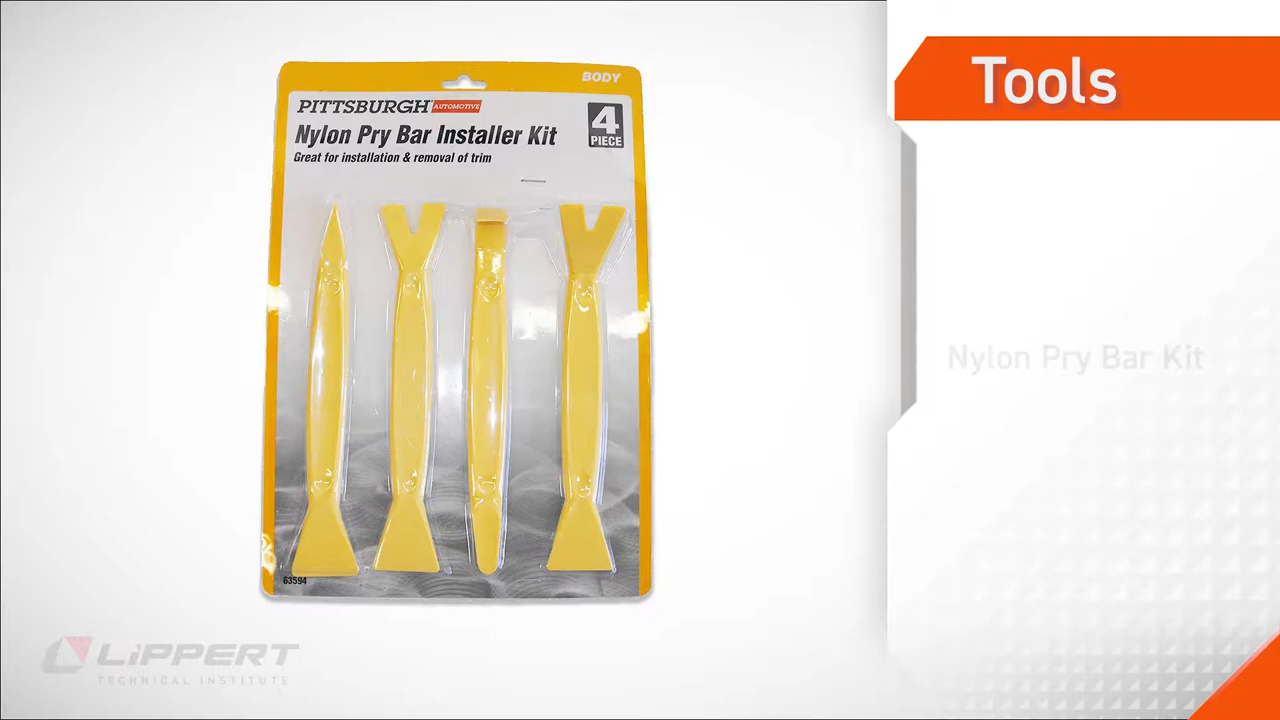 BODY
PITTSBURGH AUTOMOTIVE
4
PIECE
Nylon Pry Bar Installer Kit
Great for installation & removal of trim
63594
Tools
Nylon Pry Bar Kit
LIPPERT
TECHNICAL INSTITUTE